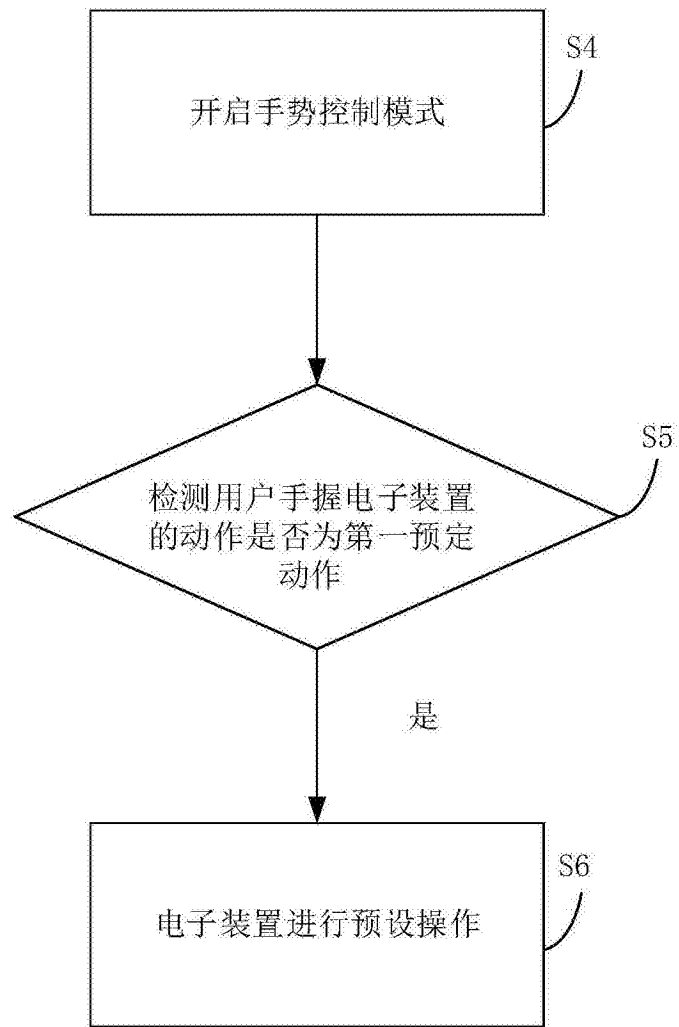 S4
开启手势控制模式
S5
检测用户手握电子装置
的动作是否为第一预定
动作
是
S6
电子装置进行预设操作